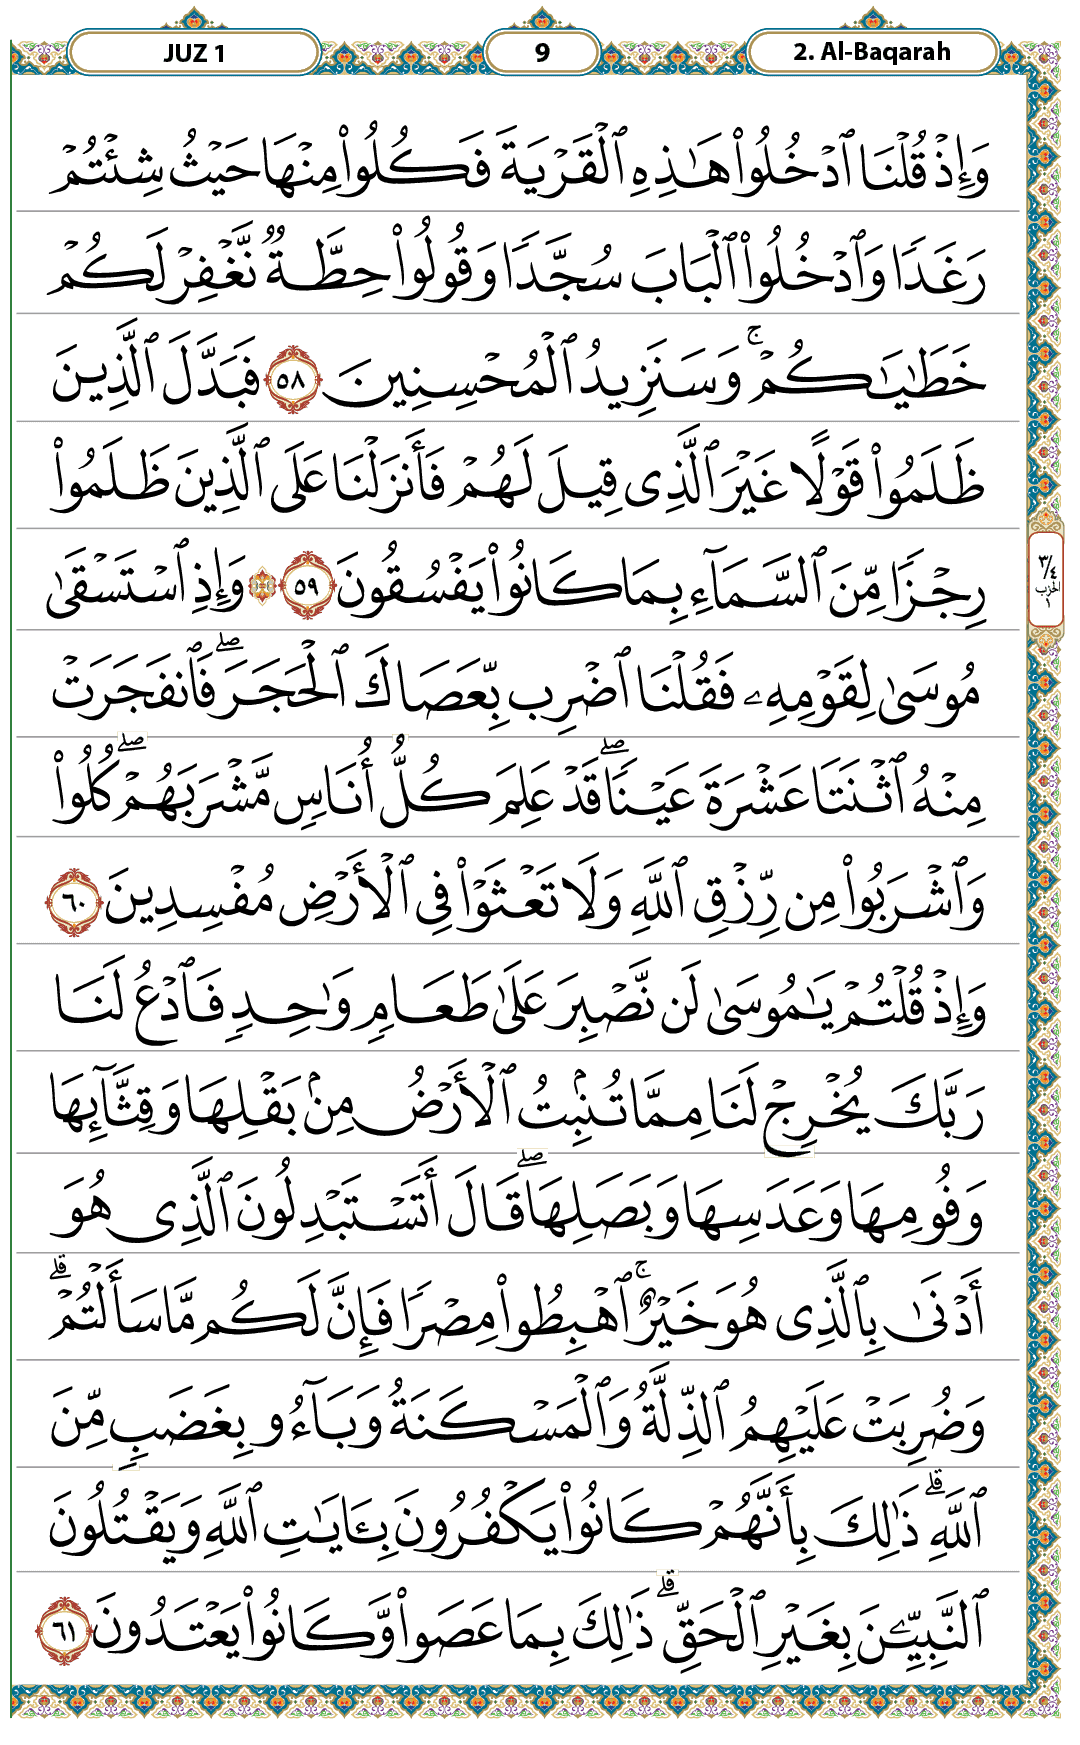 JUZ 1
9
2. Al-Baqarah
وَإِذۡ قُلۡنَا ٱدۡخُلُواْ هَٰذِهِ ٱلۡقَرۡيَةَ فَكُلُواْ مِنۡهَا حَيۡثُ شِئۡتُمۡ
رَغَدٗا وَٱدۡخُلُواْ ٱلۡبَابَ سُجَّدٗا وَقُولُواْ حِطَّةٞ نَّغۡفِرۡ لَكُمۡ
خَطَٰيَٰكُمۡۚ وَسَنَزِيدُ ٱلۡمُحۡسِنِينَ ٥٨ فَبَدَّلَ ٱلَّذِينَ
ظَلَمُواْ قَوۡلًا غَيۡرَ ٱلَّذِي قِيلَ لَهُمۡ فَأَنزَلۡنَا عَلَى ٱلَّذِينَ ظَلَمُواْ
رِجۡزٗا مِّنَ ٱلسَّمَآءِ بِمَا كَانُواْ يَفۡسُقُونَ ٥٩ ۞ وَإِذِ ٱسۡتَسۡقَىٰ
٣/٤
الحزب
١
مُوسَىٰ لِقَوۡمِهِۦ فَقُلۡنَا ٱضۡرِب بِّعَصَاكَ ٱلۡحَجَرَۖ فَٱنفَجَرَتۡ
مِنۡهُ ٱثۡنَتَا عَشۡرَةَ عَيۡنٗاۖ قَدۡ عَلِمَ كُلُّ أُنَاسٖ مَّشۡرَبَهُمۡۖ كُلُواْ
وَٱشۡرَبُواْ مِن رِّزۡقِ ٱللَّهِ وَلَا تَعۡثَوۡاْ فِي ٱلۡأَرۡضِ مُفۡسِدِينَ ٦٠
وَإِذۡ قُلۡتُمۡ يَٰمُوسَىٰ لَن نَّصۡبِرَ عَلَىٰ طَعَامٖ وَٰحِدٖ فَٱدۡعُ لَنَا
رَبَّكَ يُخۡرِجۡ لَنَا مِمَّا تُنۢبِتُ ٱلۡأَرۡضُ مِنۢ بَقۡلِهَا وَقِثَّآئِهَا
وَفُومِهَا وَعَدَسِهَا وَبَصَلِهَاۖ قَالَ أَتَسۡتَبۡدِلُونَ ٱلَّذِي هُوَ
أَدۡنَىٰ بِٱلَّذِي هُوَ خَيۡرٌۚ ٱهۡبِطُواْ مِصۡرٗا فَإِنَّ لَكُم مَّا سَأَلۡتُمۡۗ
وَضُرِبَتۡ عَلَيۡهِمُ ٱلذِّلَّةُ وَٱلۡمَسۡكَنَةُ وَبَآءُو بِغَضَبٖ مِّنَ
ٱللَّهِۗ ذَٰلِكَ بِأَنَّهُمۡ كَانُواْ يَكۡفُرُونَ بِـَٔايَٰتِ ٱللَّهِ وَيَقۡتُلُونَ
ٱلنَّبِيِّـۧنَ بِغَيۡرِ ٱلۡحَقِّۗ ذَٰلِكَ بِمَا عَصَواْ وَّكَانُواْ يَعۡتَدُونَ ٦١